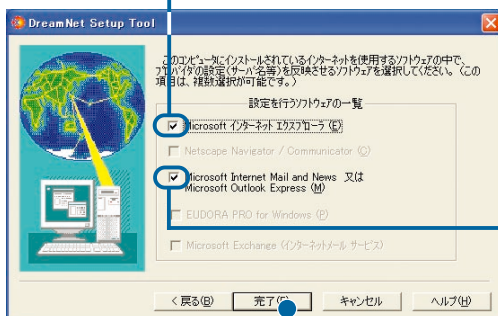 DreamNet Setup Tool
このコンピュータにインストールされているインターネットを使用するソフトウェアの中で、
プロバイダの設定(サーバ名等)を反映させるソフトウェアを選択してください。(この
項目は、複数選択が可能です。)
設定を行うソフトウェアの一覧
Microsoft インターネット エクスプローラ (E)
Netscape Navigator / Communicator (C)
Microsoft Internet Mail and News 又は
Microsoft Outlook Express (M)
EUDORA PRO for Windows (P)
Microsoft Exchange (インターネットメール サービス)
< 戻る(B)
完了
キャンセル
ヘルプ(H)